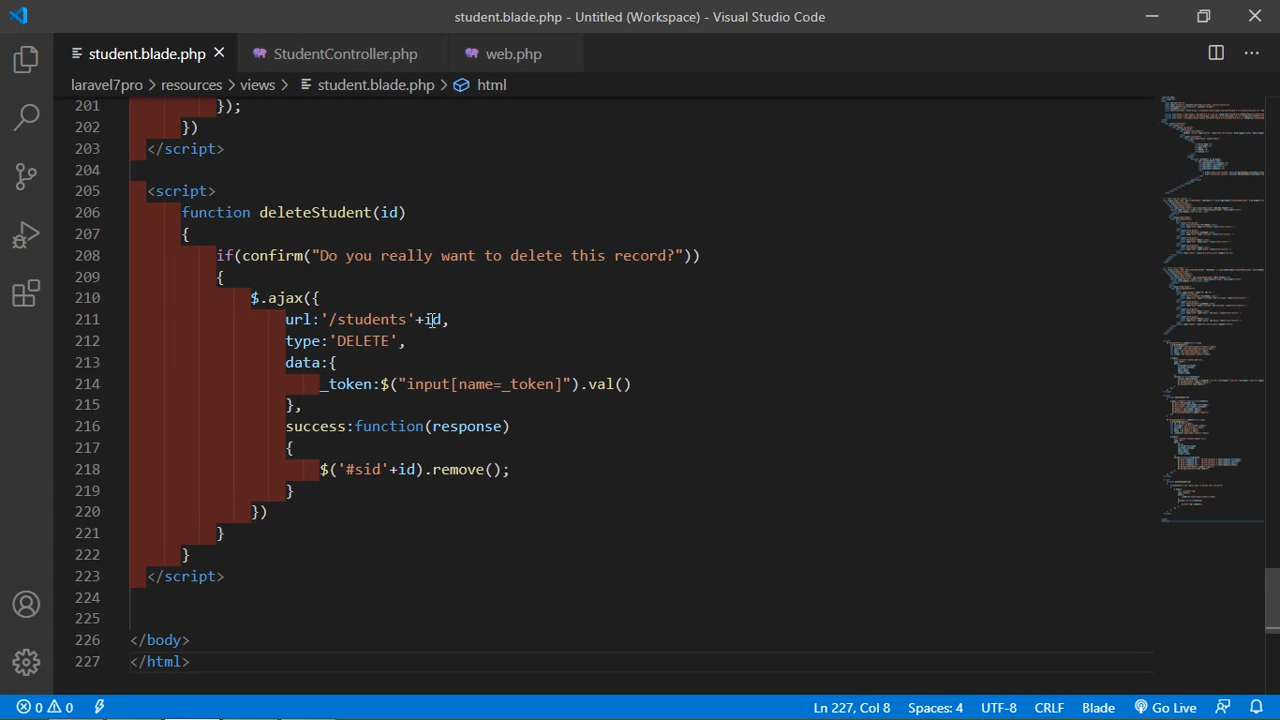 student.blade.php - Untitled (Workspace) - Visual Studio Code
student.blade.php StudentController.php web.php
laravel7pro > resources > views > student.blade.php > html
201 });
202 })
203 </script>
204
205 <script>
206 function deleteStudent(id)
207 {
208 if(confirm("Do you really want to delete this record?"))
209 {
210 $.ajax({
211 url:'/students'+id,
212 type:'DELETE',
213 data:{
214 _token:$("input[name=_token]").val()
215 },
216 success:function(response)
217 {
218 $('#sid'+id).remove();
219 }
220 })
221 }
222 }
223 </script>
224
225
226 </body>
227 </html>
0 0 Ln 227, Col 8 Spaces: 4 UTF-8 CRLF Blade Go Live